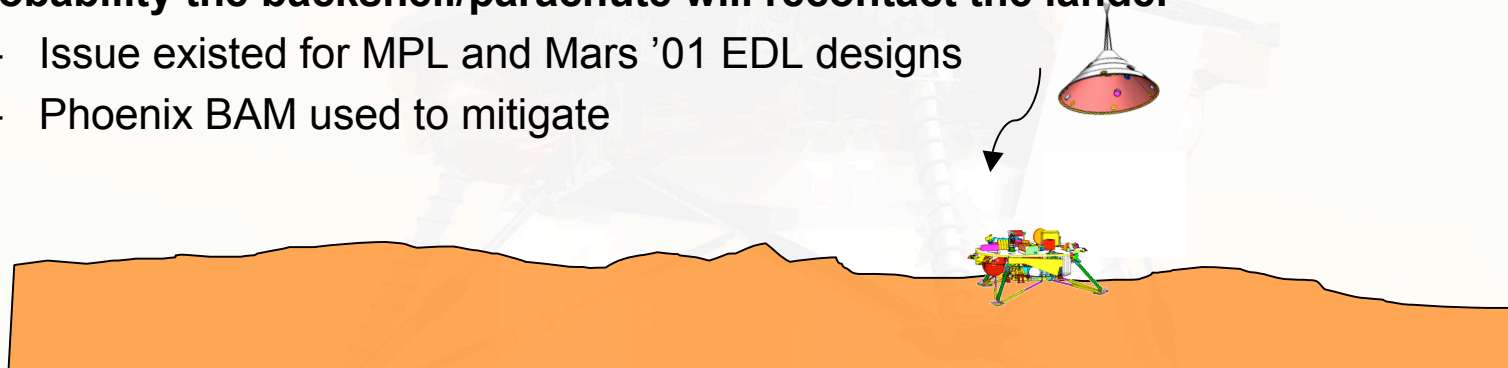 obability the backshell/parachute will recontact the lander
- Issue existed for MPL and Mars ’01 EDL designs
- Phoenix BAM used to mitigate